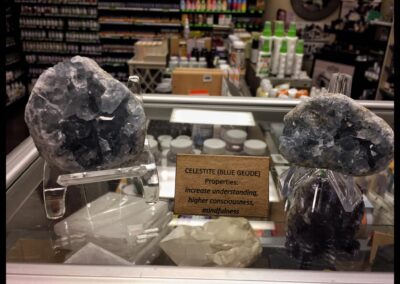 CELESTITE (BLUE GEODE)
Properties:
increase understanding,
higher consciousness,
mindfulness